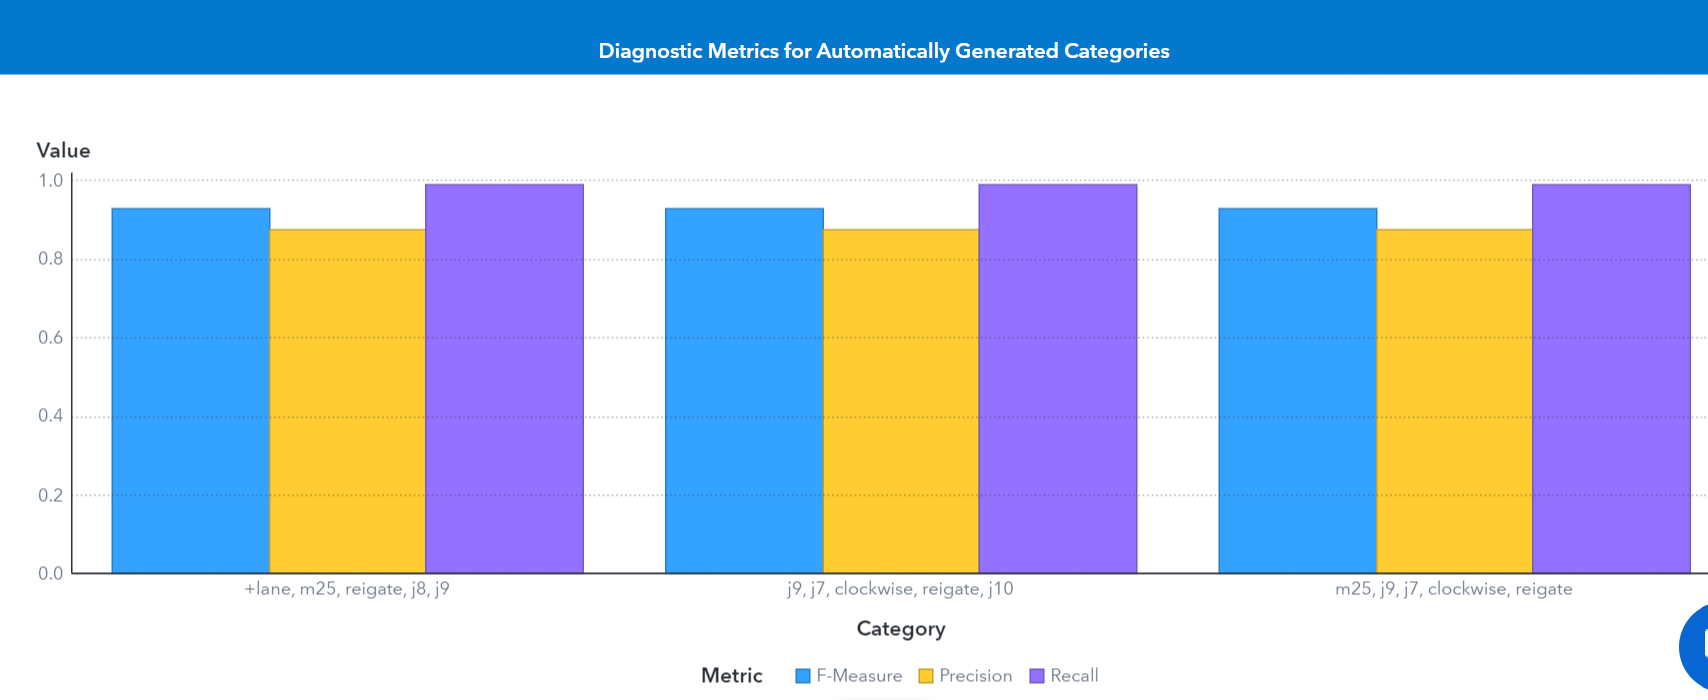 Diagnostic Metrics for Automatically Generated Categories
Value
1.0
0.8
0.6
0.4
0.2
0.0
+lane, m25, reigate, j8, j9
j9, j7, clockwise, reigate, j10
m25, j9, j7, clockwise, reigate
Category
Metric F-Measure Precision Recall